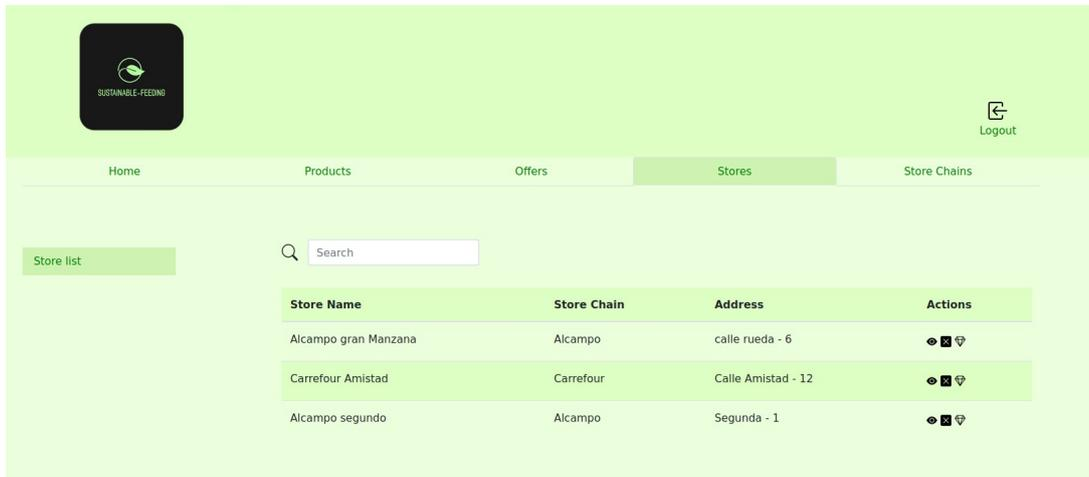 SUSTAINABLE-FEEDING
Logout
Home Products Offers Stores Store Chains
Store list
Search
Store Name Store Chain Address Actions
Alcampo gran Manzana Alcampo calle rueda - 6
Carrefour Amistad Carrefour Calle Amistad - 12
Alcampo segundo Alcampo Segunda - 1